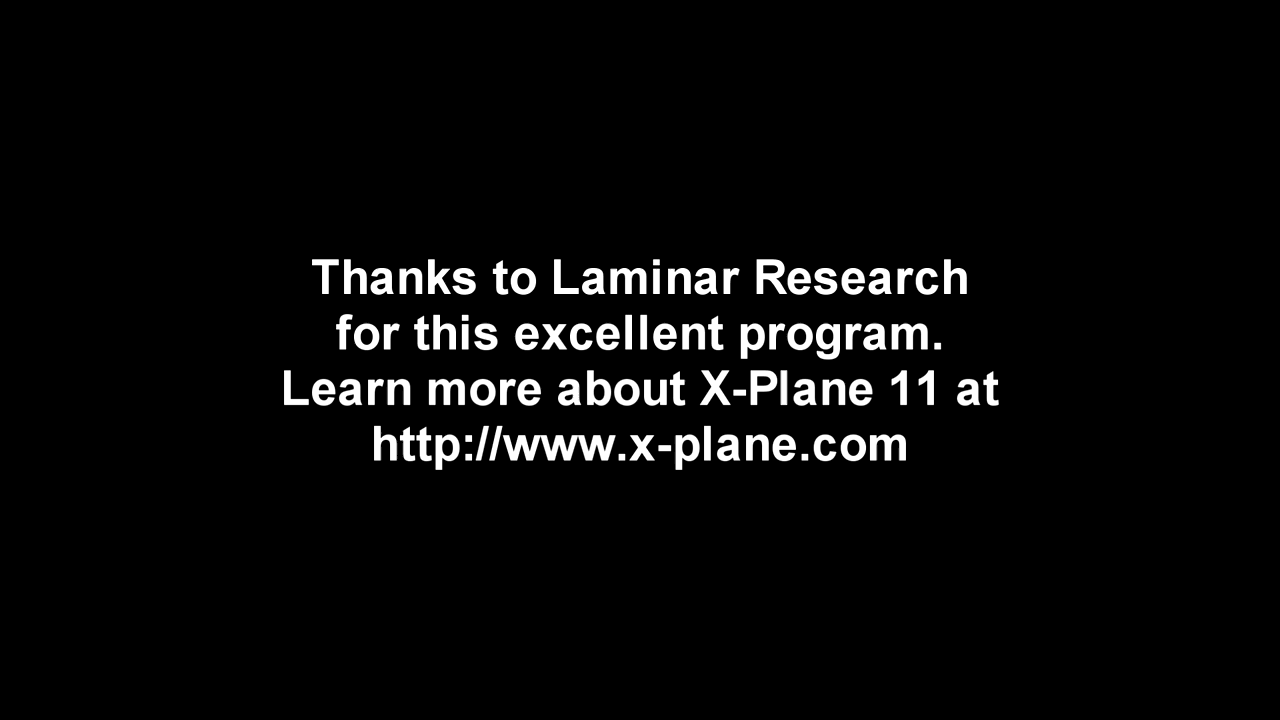 Thanks to Laminar Research
for this excellent program.
Learn more about X-Plane 11 at
http://www.x-plane.com